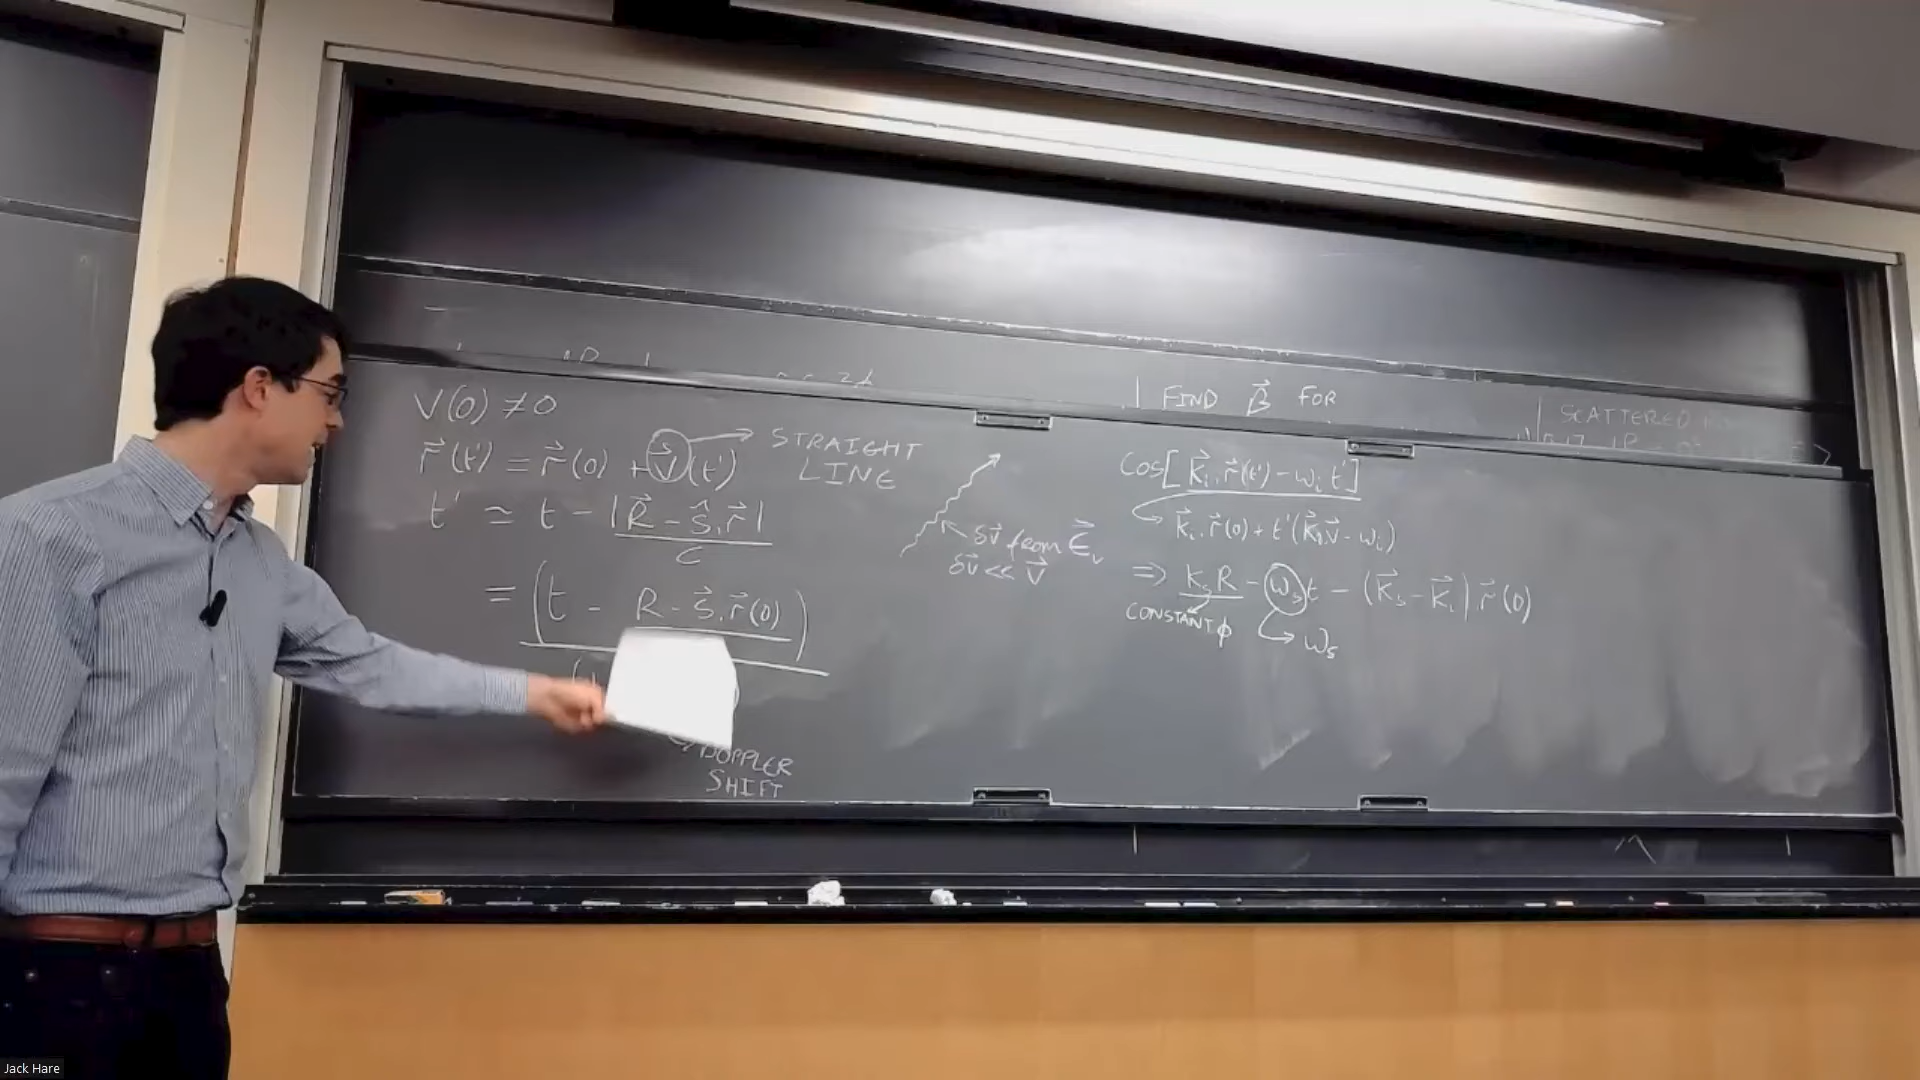 V(0) ≠ 0
r⃗(t') = r⃗(0) + v⃗(t') → STRAIGHT LINE
t' ≃ t - |R⃗ - ŝ.r⃗| / c
= (t - R - s⃗.r⃗(0))
DOPPLER
SHIFT
δv⃗ from E⃗ᵥ
δv⃗ << v⃗
FIND B⃗ FOR
SCATTERED
cos[k⃗ᵢ.r⃗(t') - ωᵢt']
k⃗ᵢ.r⃗(0) + t'(k⃗ᵢ.v⃗ - ωᵢ)
⇒ kₛR - ωₛt - (k⃗ₛ - k⃗ᵢ).r⃗(0)
CONSTANT ϕ → ωₛ
Jack Hare